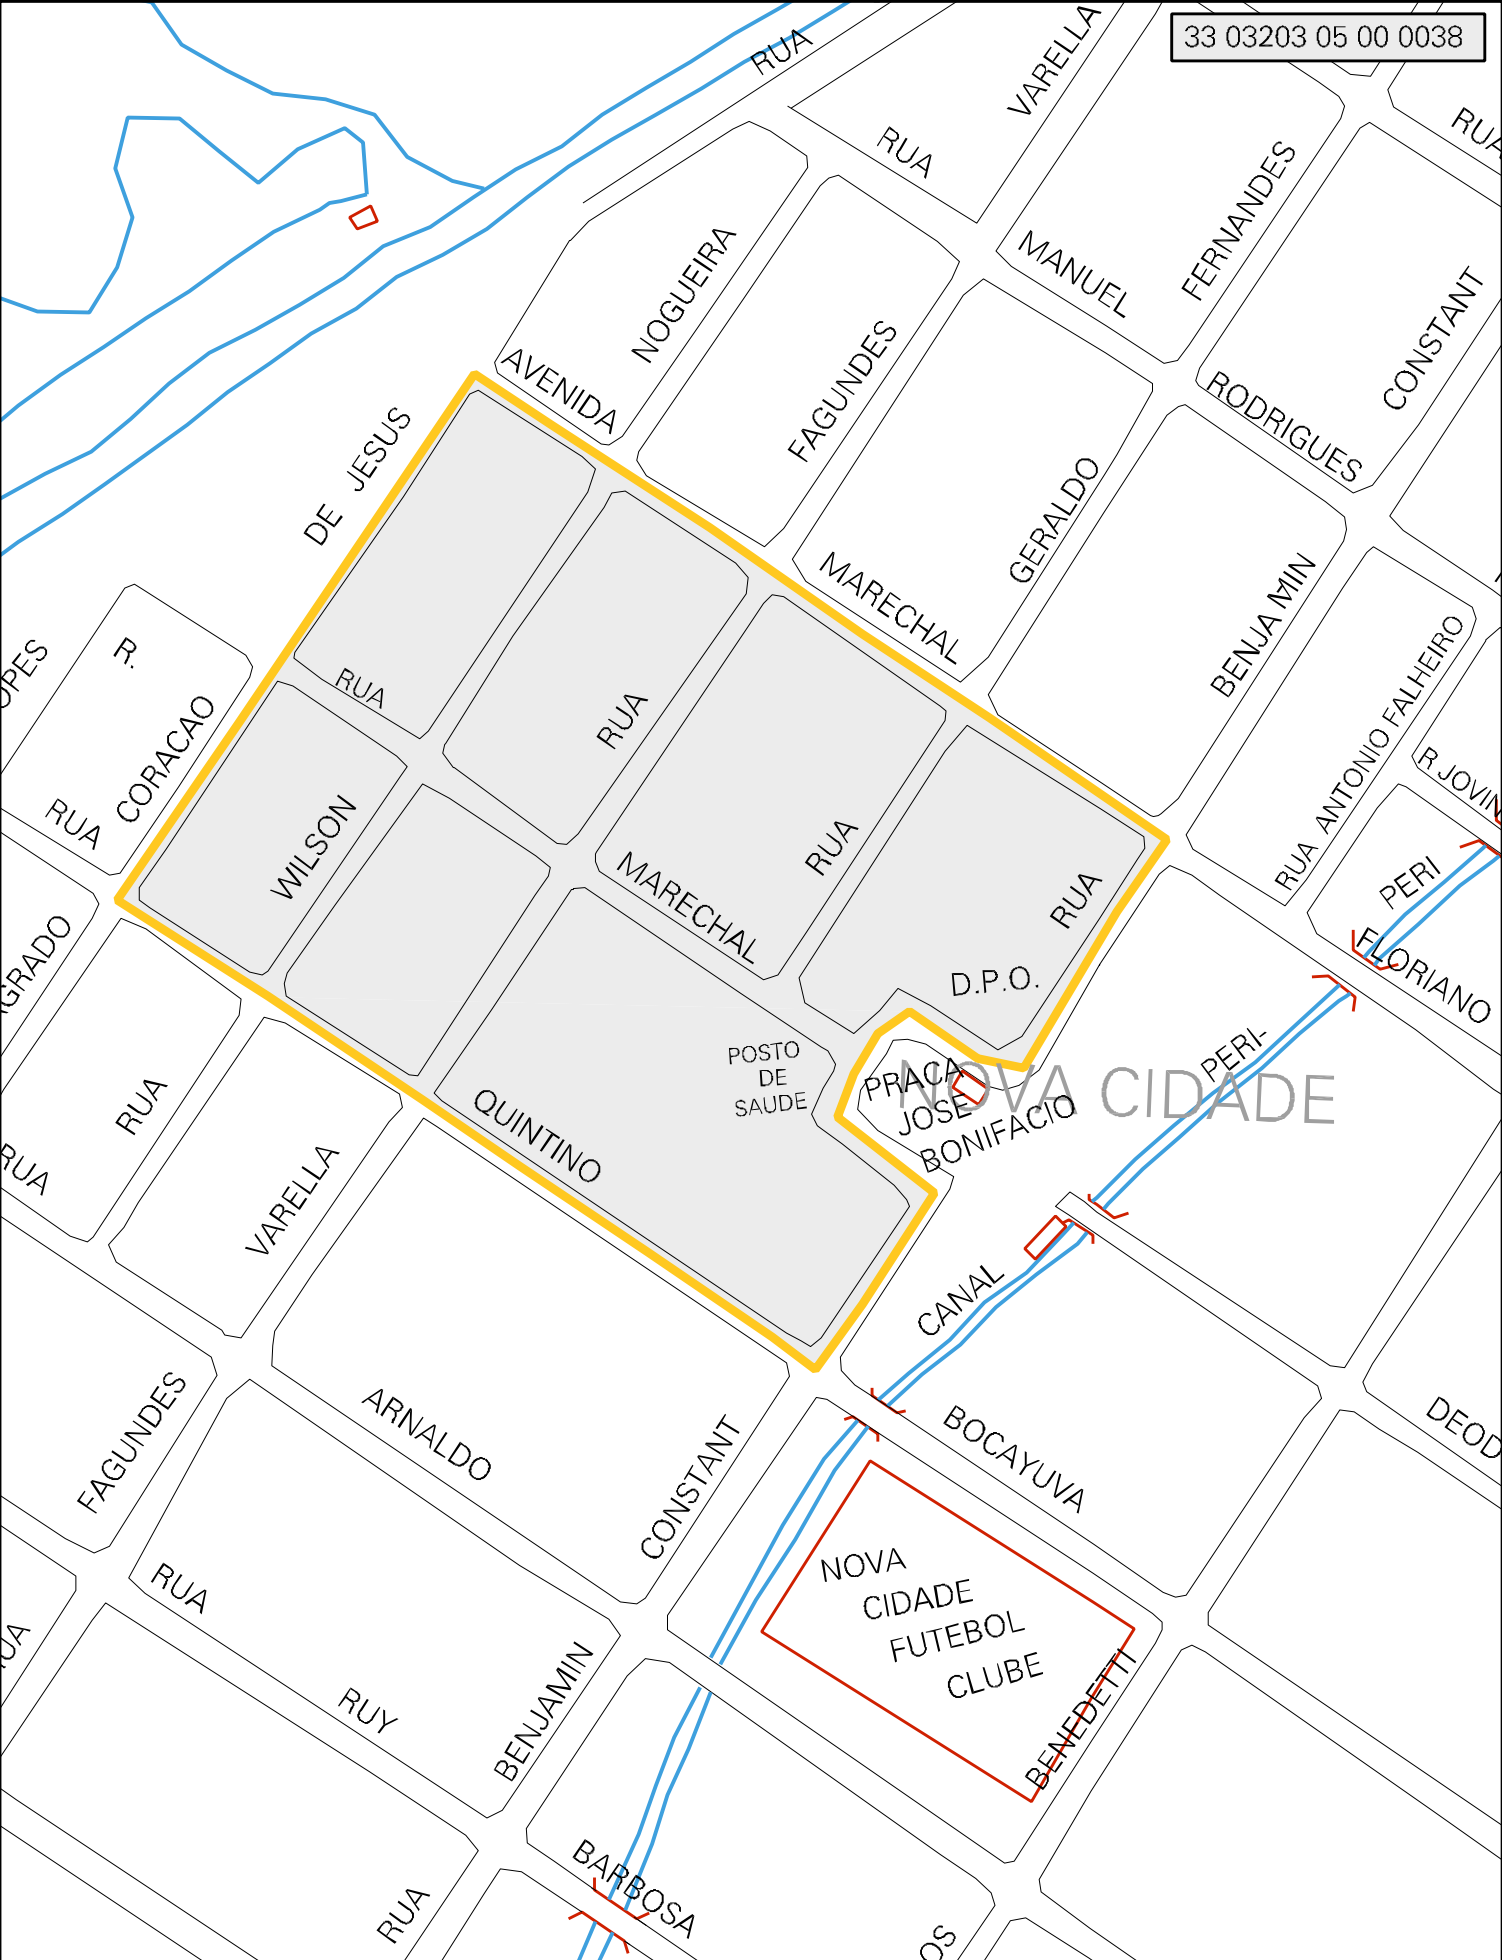 33 03203 05 00 0038
RUA
VARELLA
RUA
RUA
FERNANDES
MANUEL
NOGUEIRA
CONSTANT
AVENIDA
FAGUNDES
RODRIGUES
DE JESUS
GERALDO
MARECHAL
BENJAMIN
R.
RUA ANTONIO FALHEIRO
RUA
RUA
CORACAO
R JOVIN
RUA
WILSON
RUA
MARECHAL
RUA
PERI
FLORIANO
D.P.O.
PERI-
POSTO
DE
SAUDE
PRACA
JOSE
BONIFACIO
NOVA CIDADE
RUA
QUINTINO
RUA
VARELLA
CANAL
FAGUNDES
ARNALDO
CONSTANT
BOCAYUVA
DEOD
RUA
NOVA
CIDADE
FUTEBOL
CLUBE
BENEDETTI
RUY
BENJAMIN
BARBOSA
RUA